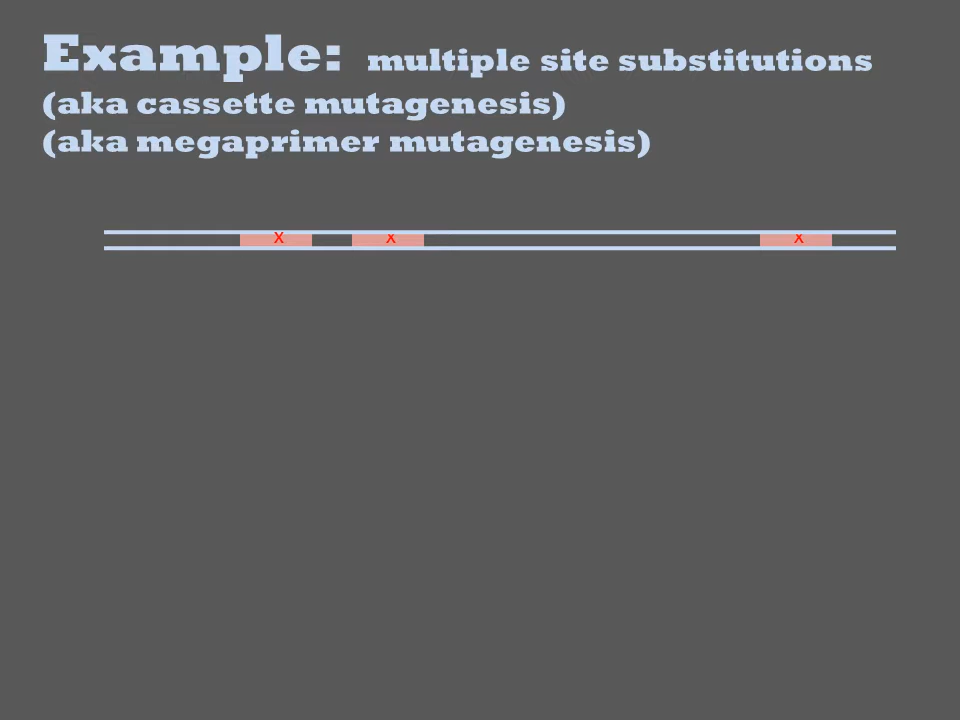 Example: multiple site substitutions
(aka cassette mutagenesis)
(aka megaprimer mutagenesis)
X X X